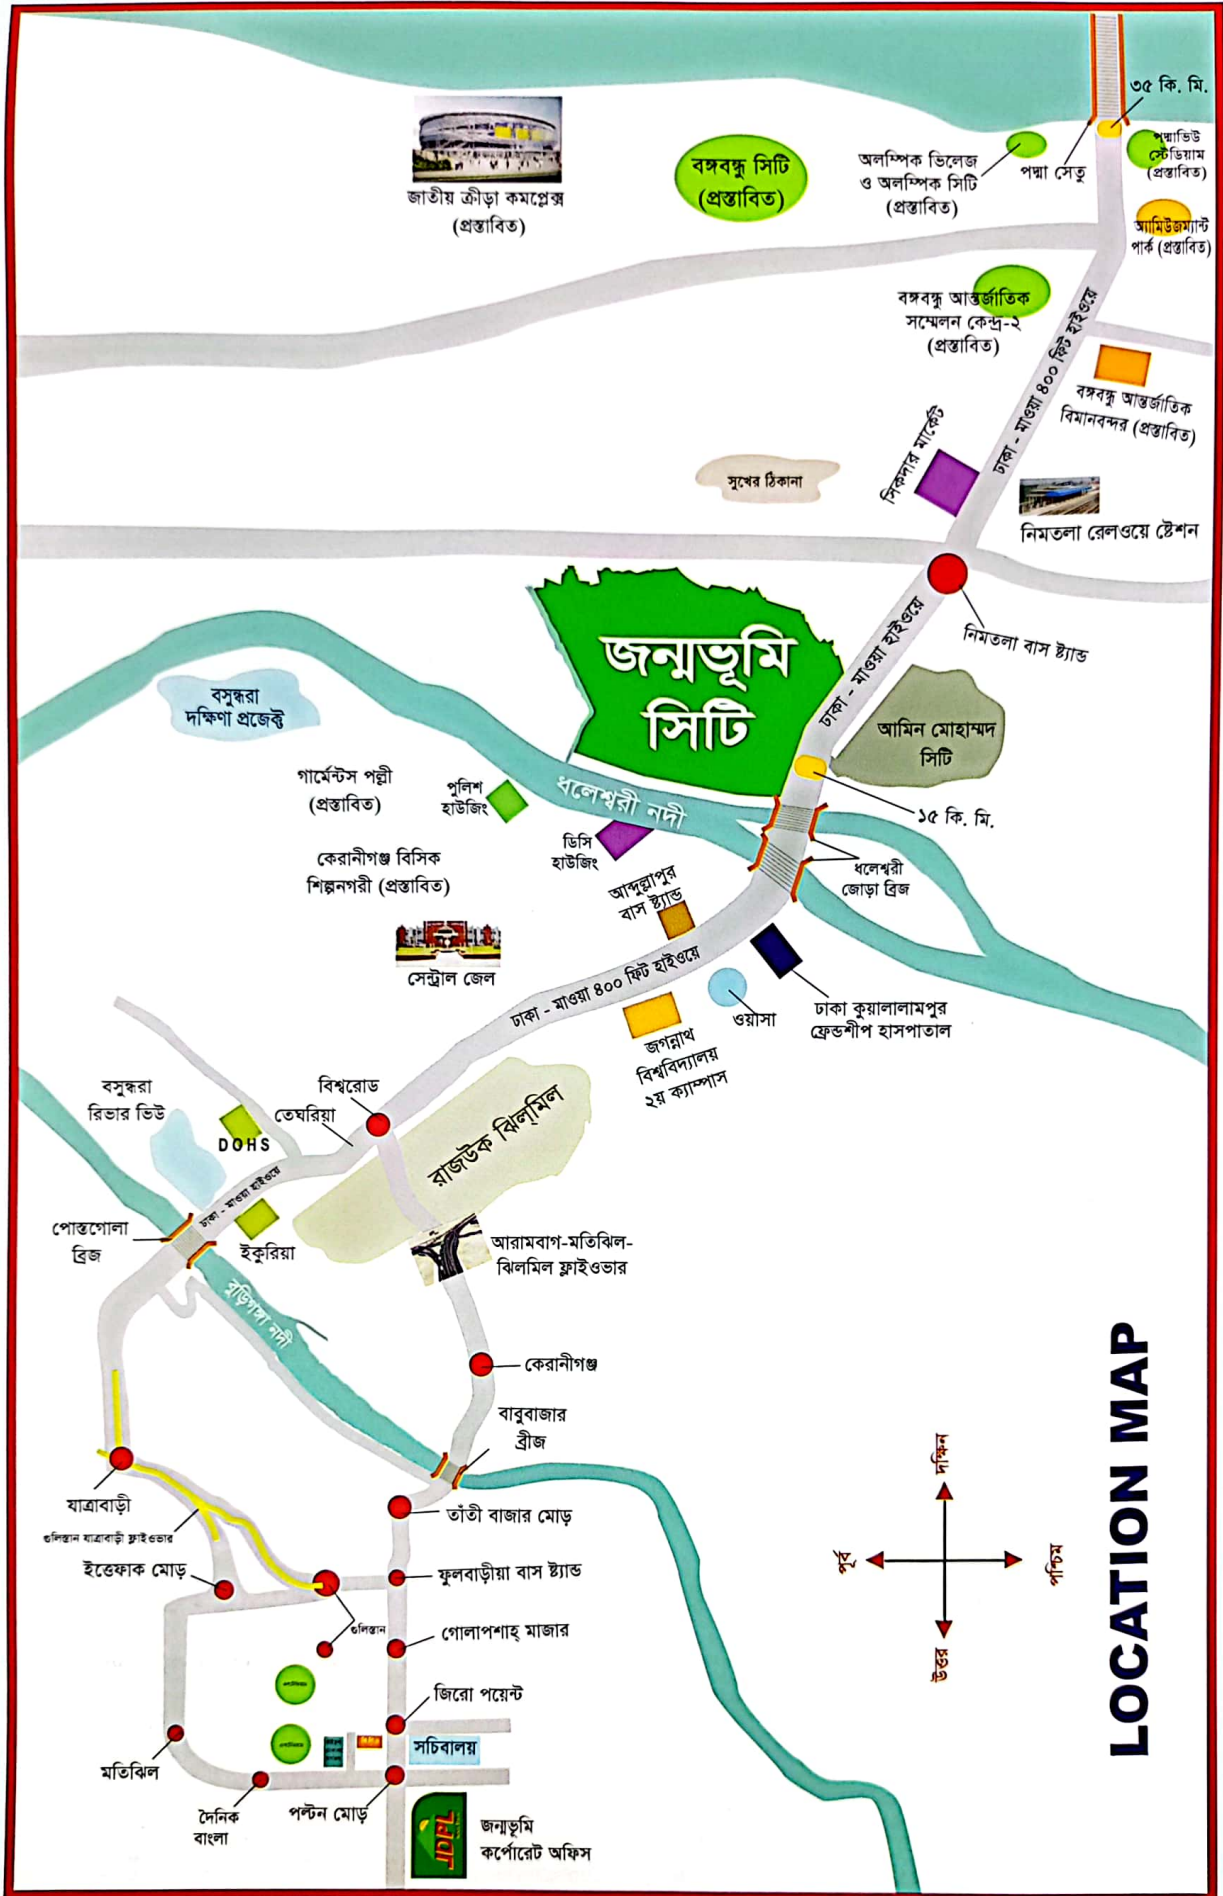 ৩৫ কি. মি.
পদ্মাভিউ
স্টেডিয়াম
(প্রস্তাবিত)
অলম্পিক ভিলেজ
ও অলম্পিক সিটি
(প্রস্তাবিত)
পদ্মা সেতু
বঙ্গবন্ধু সিটি
(প্রস্তাবিত)
জাতীয় ক্রীড়া কমপ্লেক্স
(প্রস্তাবিত)
অ্যামিউজম্যান্ট
পার্ক (প্রস্তাবিত)
বঙ্গবন্ধু আন্তর্জাতিক
সম্মেলন কেন্দ্র-২
(প্রস্তাবিত)
ঢাকা - মাওয়া ৪০০ ফিট হাইওয়ে
বঙ্গবন্ধু আন্তর্জাতিক
বিমানবন্দর (প্রস্তাবিত)
সিকদার মার্কেট
সুখের ঠিকানা
নিমতলা রেলওয়ে ষ্টেশন
নিমতলা বাস ষ্ট্যান্ড
ঢাকা - মাওয়া হাইওয়ে
জন্মভূমি
সিটি
আমিন মোহাম্মদ
সিটি
১৫ কি. মি.
বসুন্ধরা
দক্ষিণা প্রজেক্ট
গার্মেন্টস পল্লী
(প্রস্তাবিত)
পুলিশ
হাউজিং
ধলেশ্বরী নদী
ডিসি
হাউজিং
ধলেশ্বরী
জোড়া ব্রিজ
কেরানীগঞ্জ বিসিক
শিল্পনগরী (প্রস্তাবিত)
আব্দুল্লাপুর
বাস ষ্ট্যান্ড
সেন্ট্রাল জেল
ঢাকা - মাওয়া ৪০০ ফিট হাইওয়ে
ওয়াসা
ঢাকা কুয়ালালামপুর
ফ্রেন্ডশীপ হাসপাতাল
জগন্নাথ
বিশ্ববিদ্যালয়
২য় ক্যাম্পাস
বসুন্ধরা
রিভার ভিউ
বিশ্বরোড
তেঘরিয়া
DOHS
রাজউক ঝিল্মিল
ঢাকা - মাওয়া হাইওয়ে
পোস্তগোলা
ব্রিজ
ইকুরিয়া
আরামবাগ-মতিঝিল-
ঝিলমিল ফ্লাইওভার
বুড়িগঙ্গা নদী
কেরানীগঞ্জ
বাবুবাজার
ব্রীজ
যাত্রাবাড়ী
তাঁতী বাজার মোড়
গুলিস্তান যাত্রাবাড়ী ফ্লাইওভার
ইত্তেফাক মোড়
ফুলবাড়ীয়া বাস ষ্ট্যান্ড
গুলিস্তান
গোলাপশাহ্ মাজার
জিরো পয়েন্ট
সচিবালয়
মতিঝিল
দৈনিক
বাংলা
পল্টন মোড়
JDFL
জন্মভূমি
কর্পোরেট অফিস
দক্ষিন
পূর্ব
পশ্চিম
উত্তর
LOCATION MAP